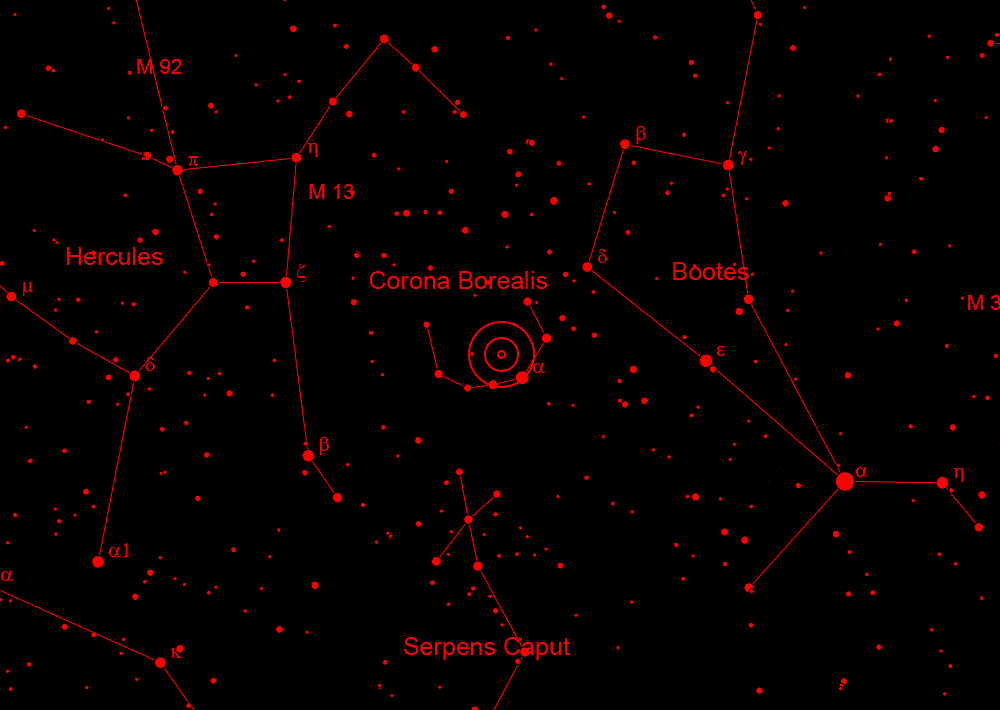 M 92
β
γ
π
η
M 13
Hercules
δ
Bootes
ζ
Corona Borealis
μ
M 3
ε
δ
α
β
α
η
α1
α
Serpens Caput
κ